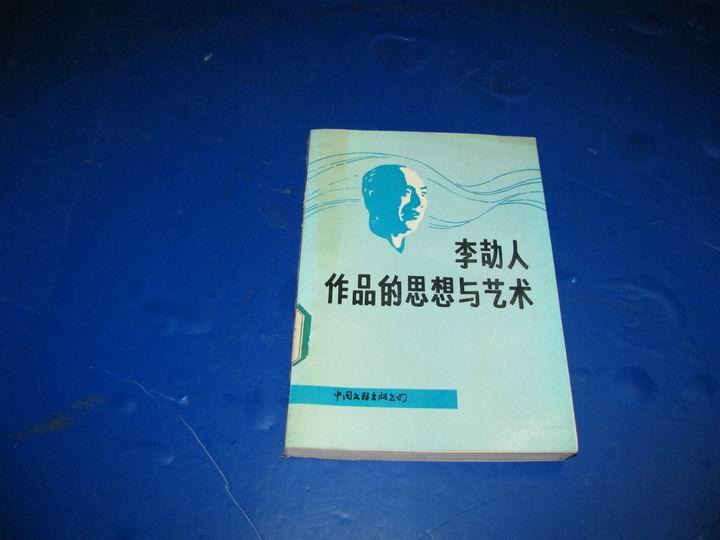 李劼人
作品的思想与艺术
中国文联出版公司